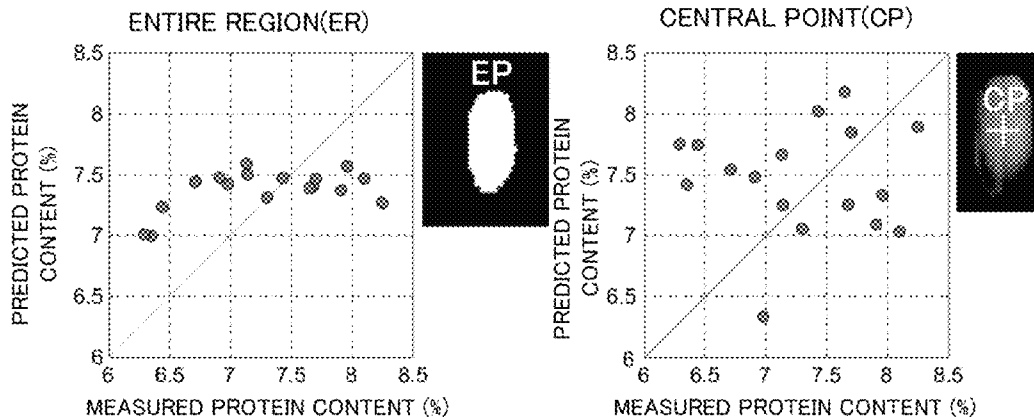 ENTIRE REGION(ER)
PREDICTED PROTEIN
CONTENT (%)
8.5
8
7.5
7
6.5
6
6
6.5
7
7.5
8
8.5
MEASURED PROTEIN CONTENT (%)
EP
CENTRAL POINT(CP)
PREDICTED PROTEIN
CONTENT (%)
8.5
8
7.5
7
6.5
6
6
6.5
7
7.5
8
8.5
MEASURED PROTEIN CONTENT (%)
CP